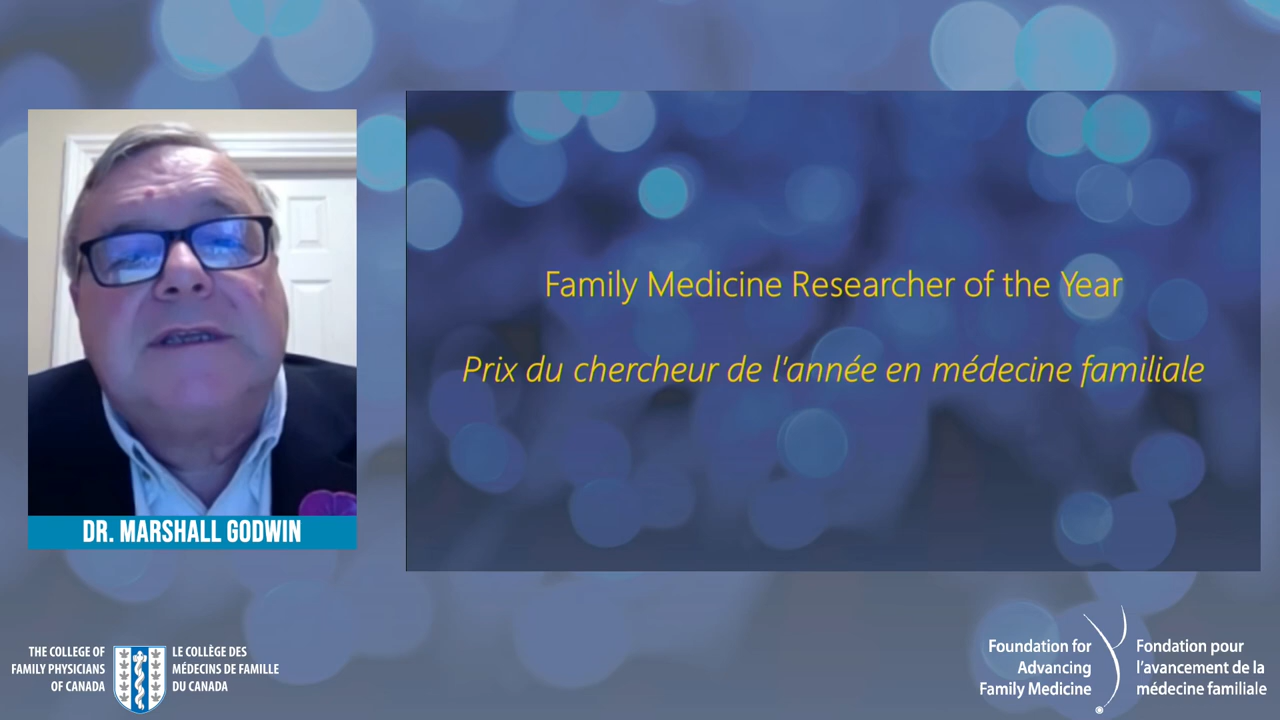 DR. MARSHALL GODWIN
Family Medicine Researcher of the Year
Prix du chercheur de l'année en médecine familiale
THE COLLEGE OF
FAMILY PHYSICIANS
OF CANADA
LE COLLÈGE DES
MÉDECINS DE FAMILLE
DU CANADA
Foundation for
Advancing
Family Medicine
Fondation pour
l'avancement de la
médecine familiale